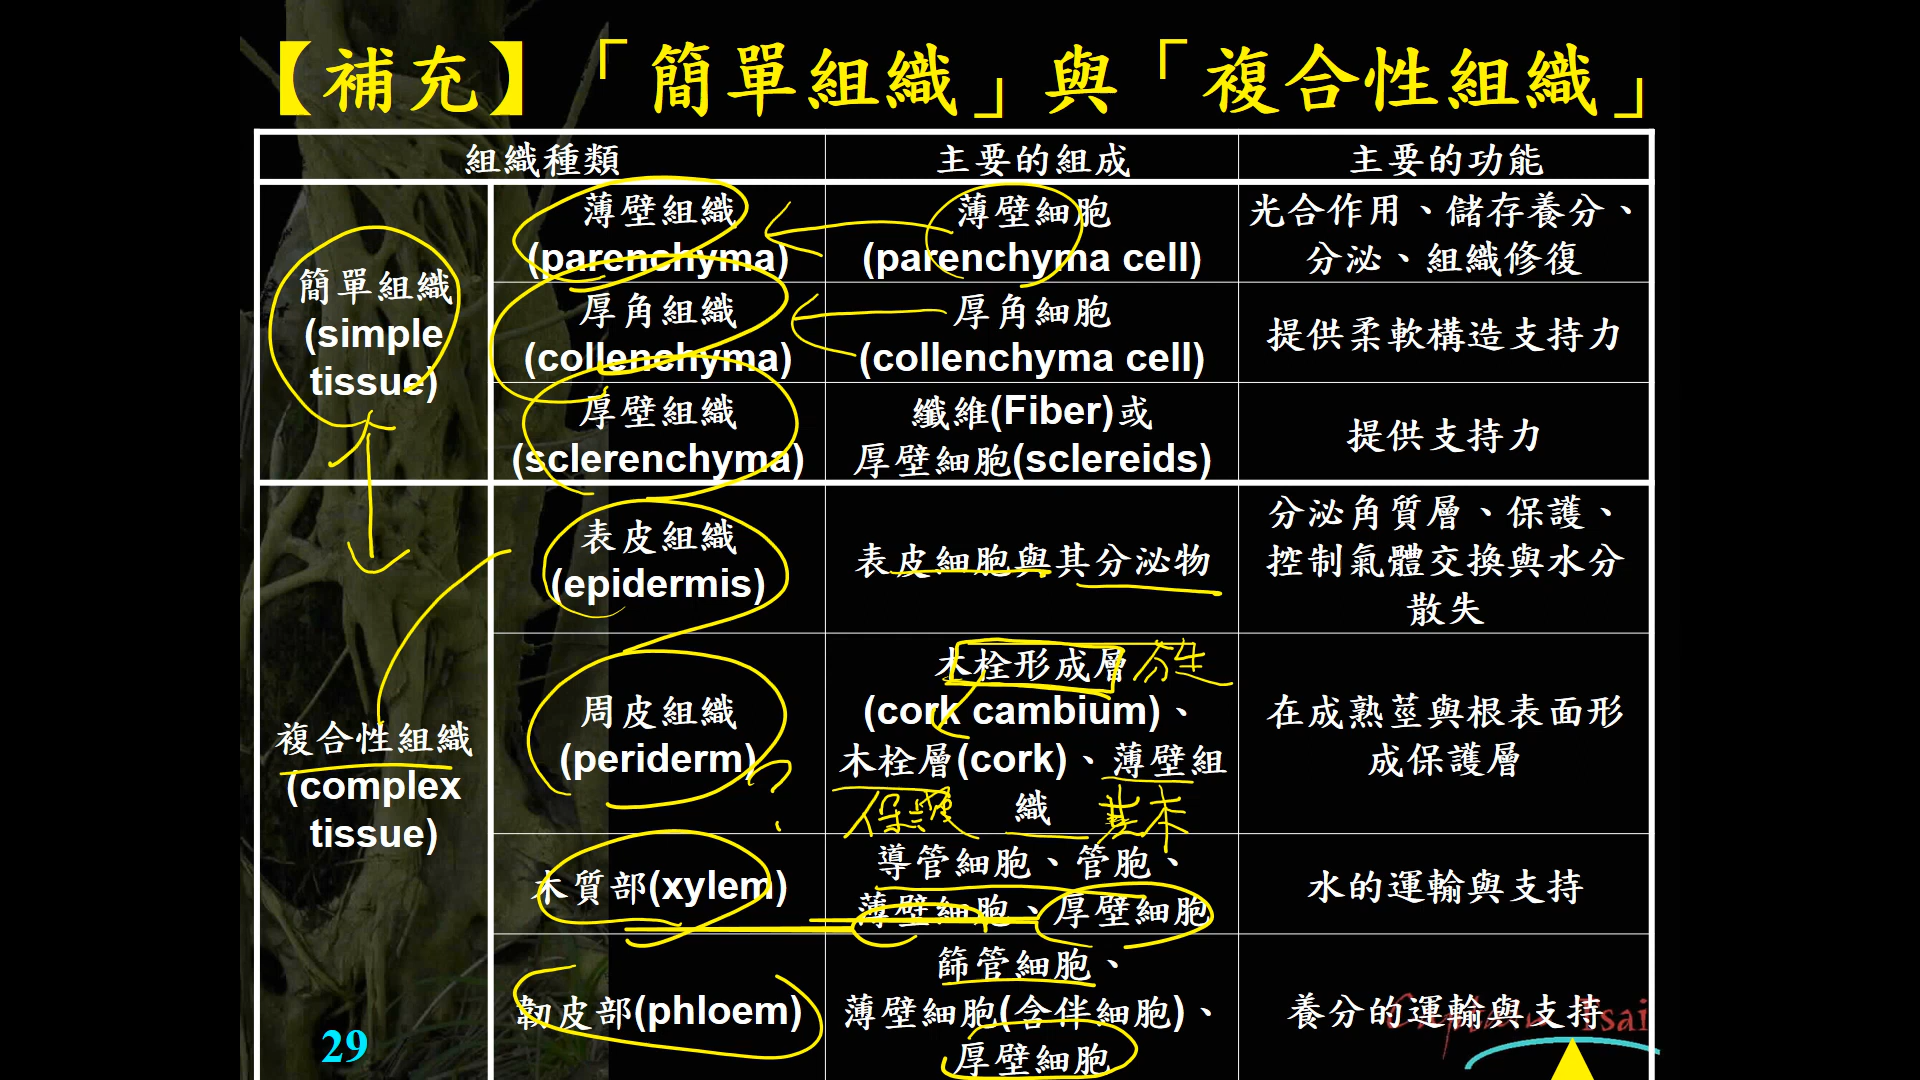 【補充】「簡單組織」與「複合性組織」
組織種類
主要的組成
主要的功能
簡單組織
(simple
tissue)
薄壁組織
(parenchyma)
薄壁細胞
(parenchyma cell)
光合作用、儲存養分、
分泌、組織修復
厚角組織
(collenchyma)
厚角細胞
(collenchyma cell)
提供柔軟構造支持力
厚壁組織
(sclerenchyma)
纖維(Fiber)或
厚壁細胞(sclereids)
提供支持力
複合性組織
(complex
tissue)
表皮組織
(epidermis)
表皮細胞與其分泌物
分泌角質層、保護、
控制氣體交換與水分
散失
周皮組織
(periderm)
?
木栓形成層
分生
(cork cambium)、
木栓層(cork)、薄壁組
織
保護
在成熟莖與根表面形
成保護層
木質部(xylem)
導管細胞、管胞、
薄壁細胞、厚壁細胞
水的運輸與支持
韌皮部(phloem)
篩管細胞、
薄壁細胞(含伴細胞)、
厚壁細胞
養分的運輸與支持
Captain Tsai
29